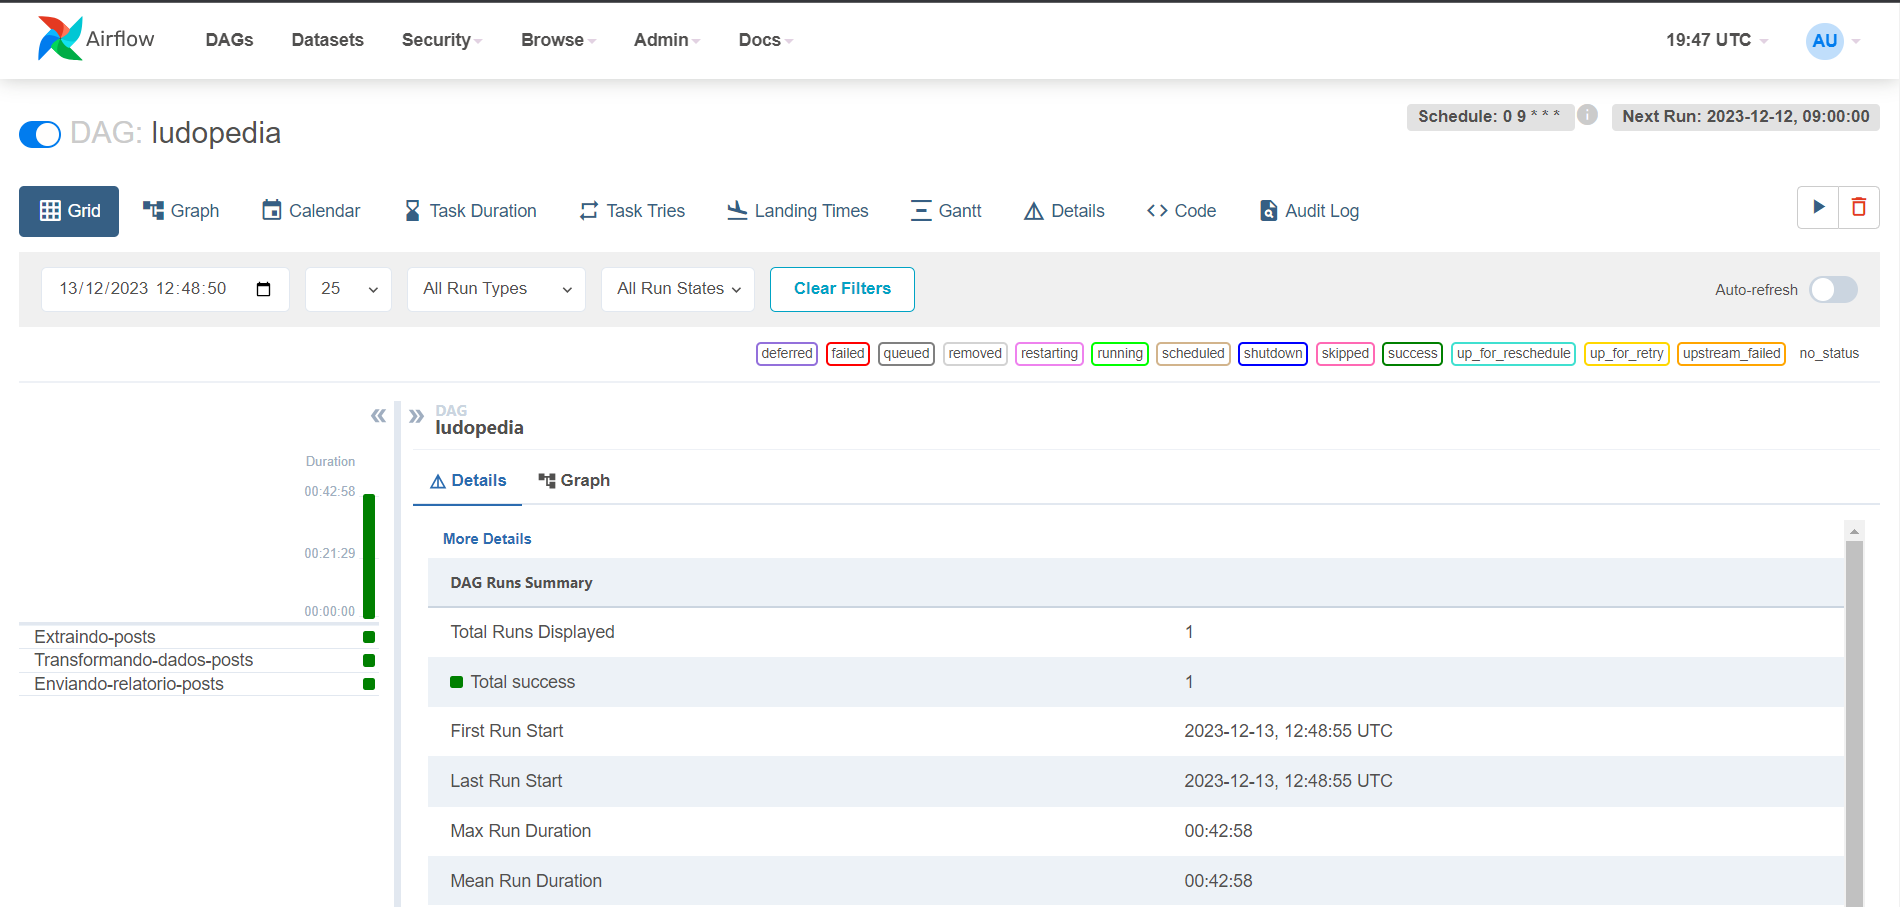 Airflow DAGs Datasets Security Browse Admin Docs 19:47 UTC AU
DAG: ludopedia
Schedule: 0 9 * * * i Next Run: 2023-12-12, 09:00:00
Grid Graph Calendar Task Duration Task Tries Landing Times Gantt Details Code Audit Log
13/12/2023 12:48:50 25 All Run Types All Run States Clear Filters Auto-refresh
deferred failed queued removed restarting running scheduled shutdown skipped success up_for_reschedule up_for_retry upstream_failed no_status
DAG
ludopedia
Duration
00:42:58
00:21:29
00:00:00
Extraindo-posts
Transformando-dados-posts
Enviando-relatorio-posts
Details Graph
More Details
DAG Runs Summary
Total Runs Displayed 1
Total success 1
First Run Start 2023-12-13, 12:48:55 UTC
Last Run Start 2023-12-13, 12:48:55 UTC
Max Run Duration 00:42:58
Mean Run Duration 00:42:58